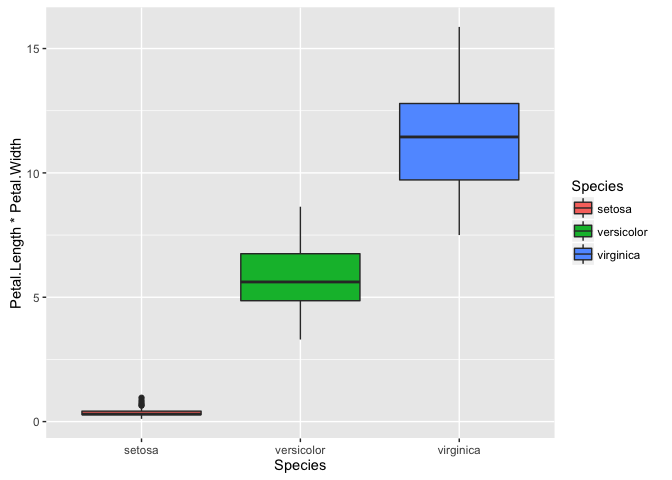 Petal.Length * Petal.Width
15
10
5
0
setosa versicolor virginica
Species
Species
setosa
versicolor
virginica